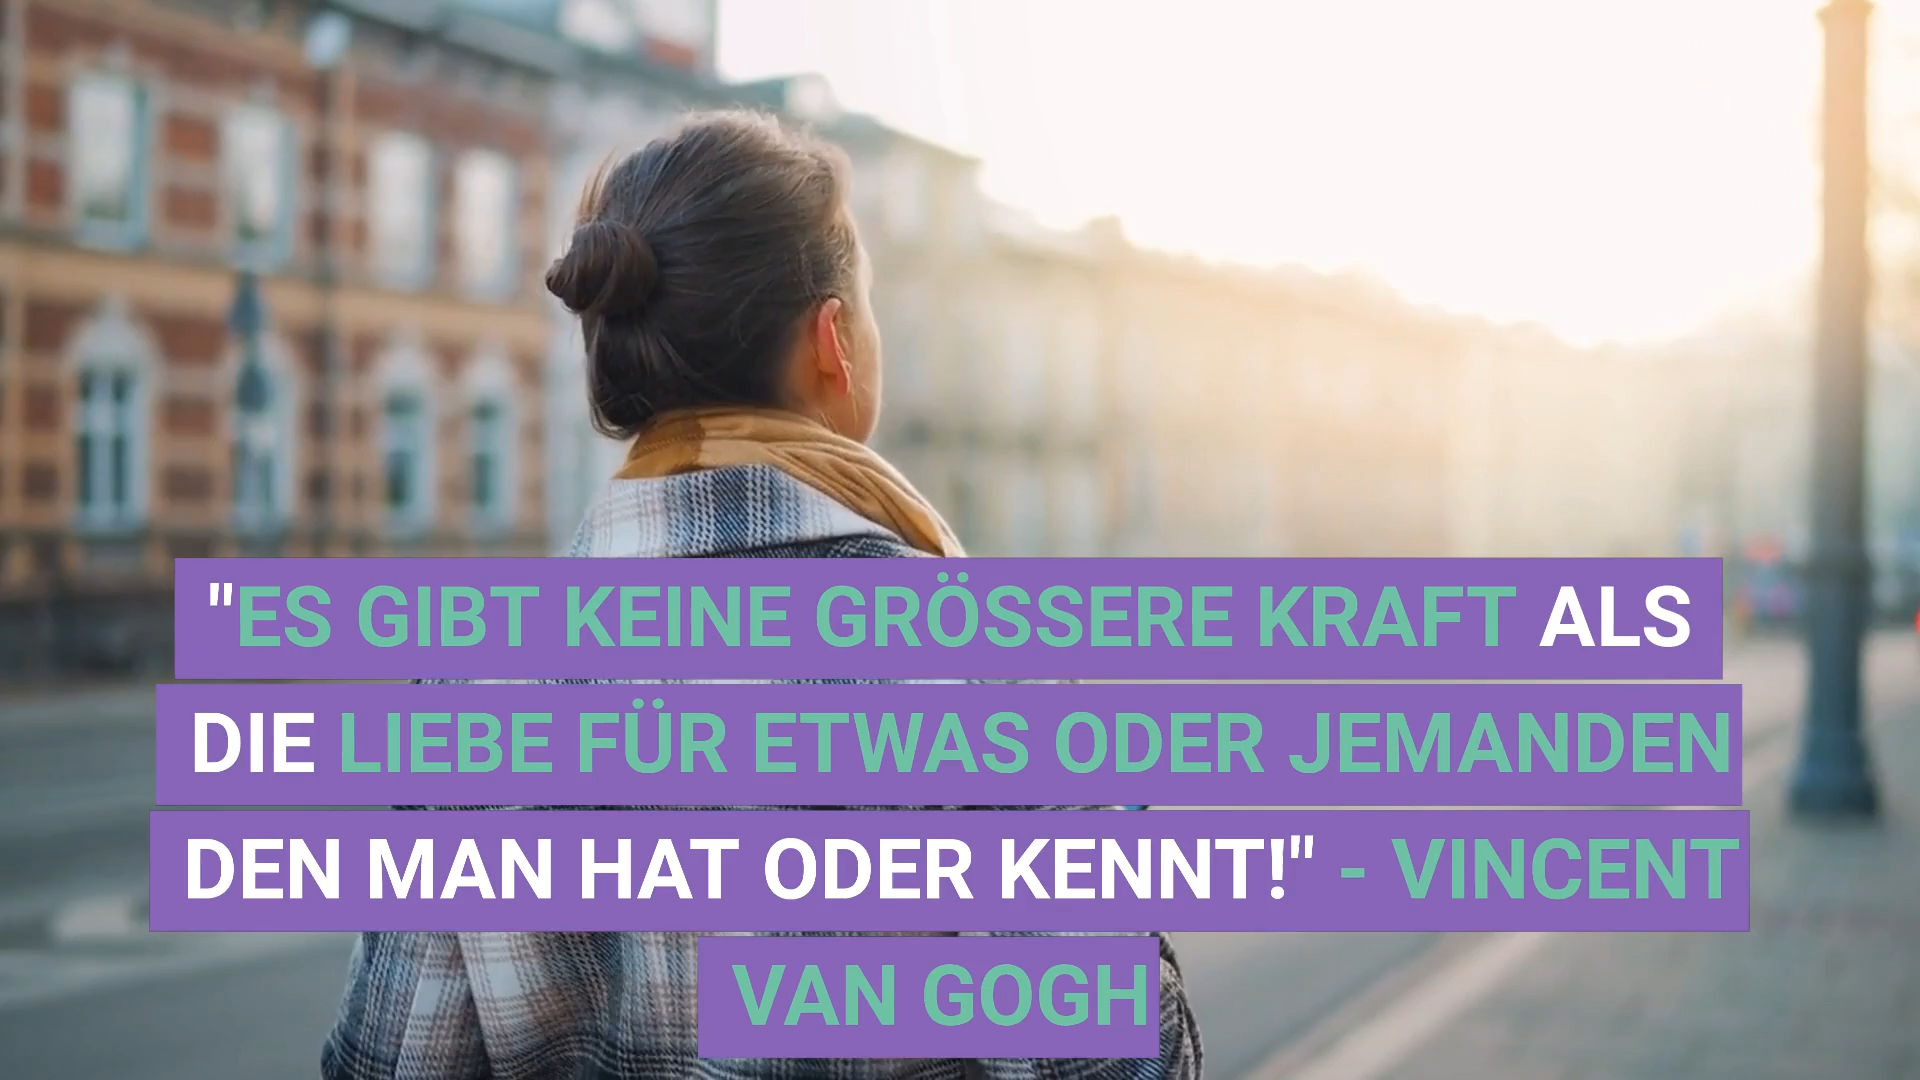 "ES GIBT KEINE GRÖSSERE KRAFT ALS
DIE LIEBE FÜR ETWAS ODER JEMANDEN
DEN MAN HAT ODER KENNT!" - VINCENT
VAN GOGH